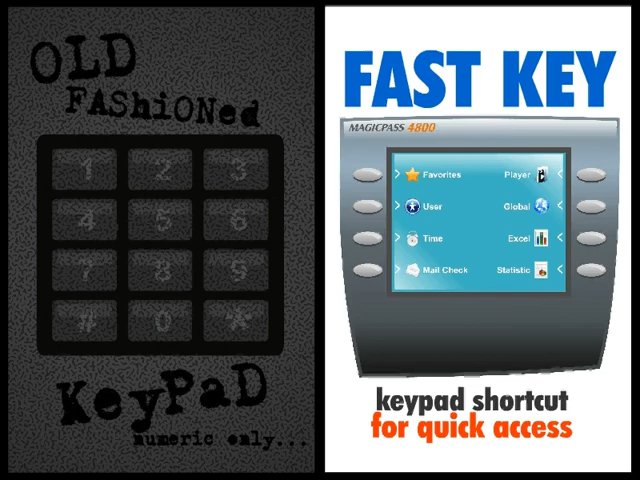 OLD
FAShiONed
1 2 3
4 5 6
7 8 9
# 0 *
KeyPaD
numeric only...
FAST KEY
MAGICPASS 4800
Favorites Player
User Global
Time Excel
Mail Check Statistic
keypad shortcut
for quick access